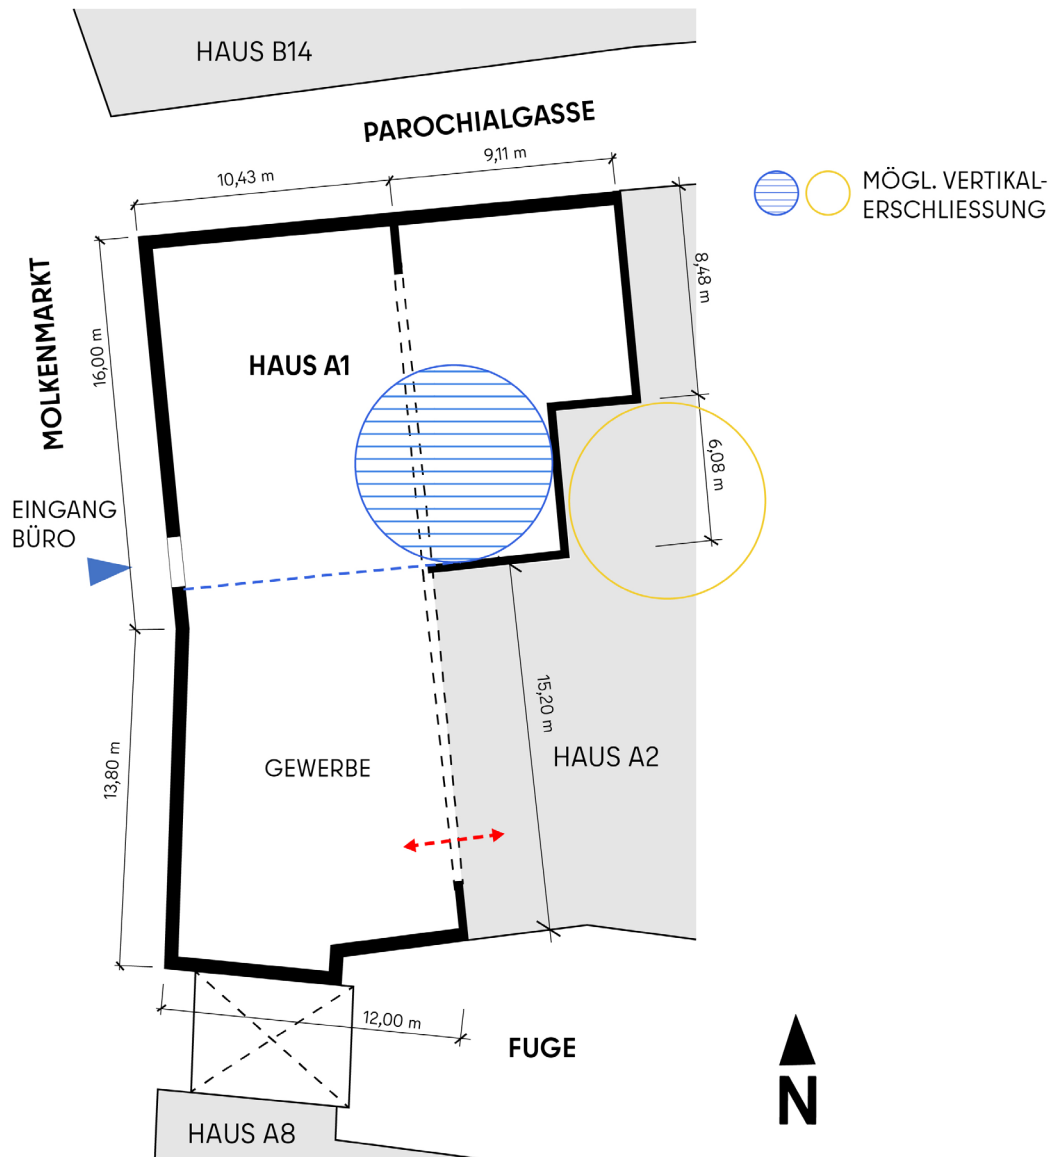 HAUS B14
PAROCHIALGASSE
10,43 m
9,11 m
MÖGL. VERTIKAL-
ERSCHLIESSUNG
MOLKENMARKT
16,00 m
8,48 m
HAUS A1
6,08 m
EINGANG
BÜRO
15,20 m
HAUS A2
GEWERBE
13,80 m
12,00 m
FUGE
N
HAUS A8